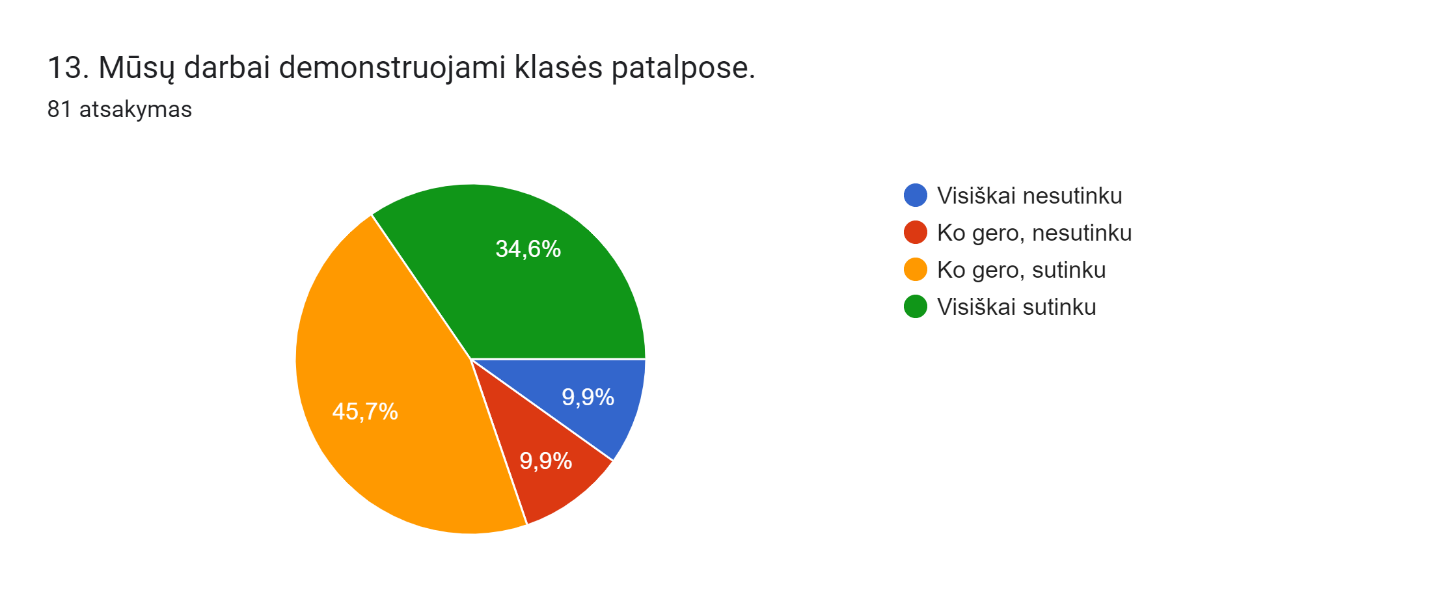 13. Mūsų darbai demonstruojami klasės patalpose.
81 atsakymas
34,6%
45,7%
9,9%
9,9%
Visiškai nesutinku
Ko gero, nesutinku
Ko gero, sutinku
Visiškai sutinku